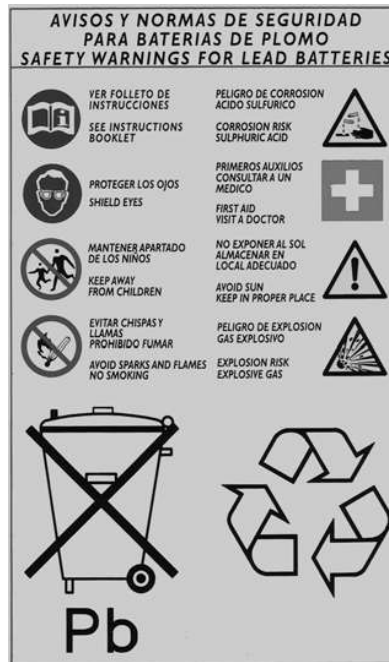 AVISOS Y NORMAS DE SEGURIDAD
PARA BATERIAS DE PLOMO
SAFETY WARNINGS FOR LEAD BATTERIES
VER FOLLETO DE
INSTRUCCIONES
SEE INSTRUCTIONS
BOOKLET
PELIGRO DE CORROSION
ACIDO SULFURICO
CORROSION RISK
SULPHURIC ACID
PROTEGER LOS OJOS
SHIELD EYES
PRIMEROS AUXILIOS
CONSULTAR A UN
MEDICO
FIRST AID
VISIT A DOCTOR
MANTENER APARTADO
DE LOS NIÑOS
KEEP AWAY
FROM CHILDREN
NO EXPONER AL SOL
ALMACENAR EN
LOCAL ADECUADO
AVOID SUN
KEEP IN PROPER PLACE
EVITAR CHISPAS Y
LLAMAS
PROHIBIDO FUMAR
AVOID SPARKS AND FLAMES
NO SMOKING
PELIGRO DE EXPLOSION
GAS EXPLOSIVO
EXPLOSION RISK
EXPLOSIVE GAS
Pb